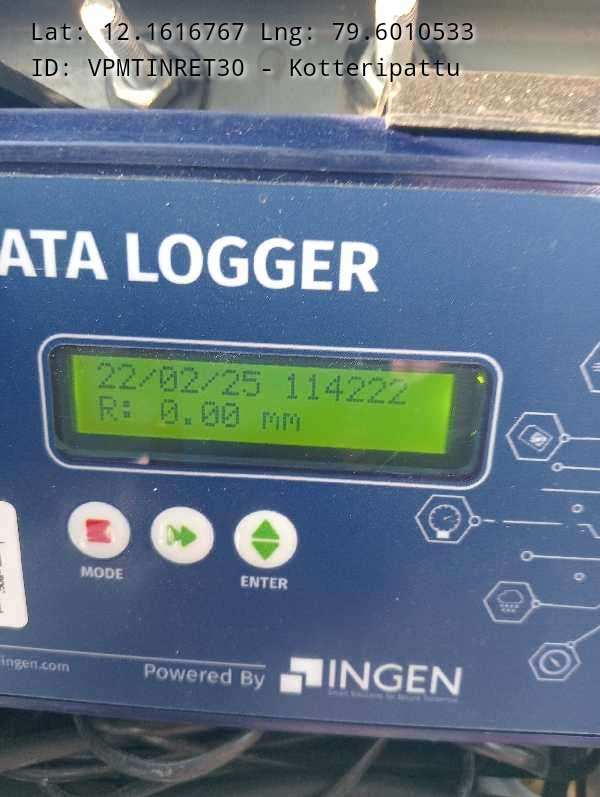 Lat: 12.1616767 Lng: 79.6010533
ID: VPMTINRET30 - Kotteripattu
ATA LOGGER
22/02/25 114222
R: 0.00 mm
MODE
ENTER
ingen.com
Powered By INGEN